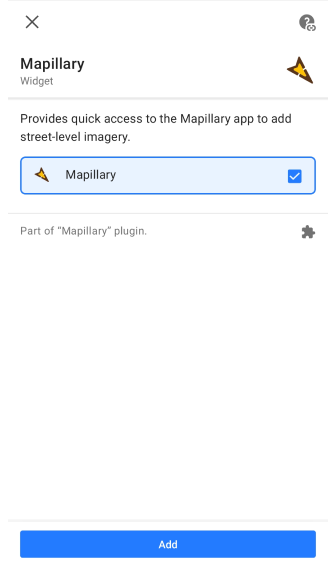 Mapillary
Widget
Provides quick access to the Mapillary app to add
street-level imagery.
Mapillary
Part of “Mapillary” plugin.
Add